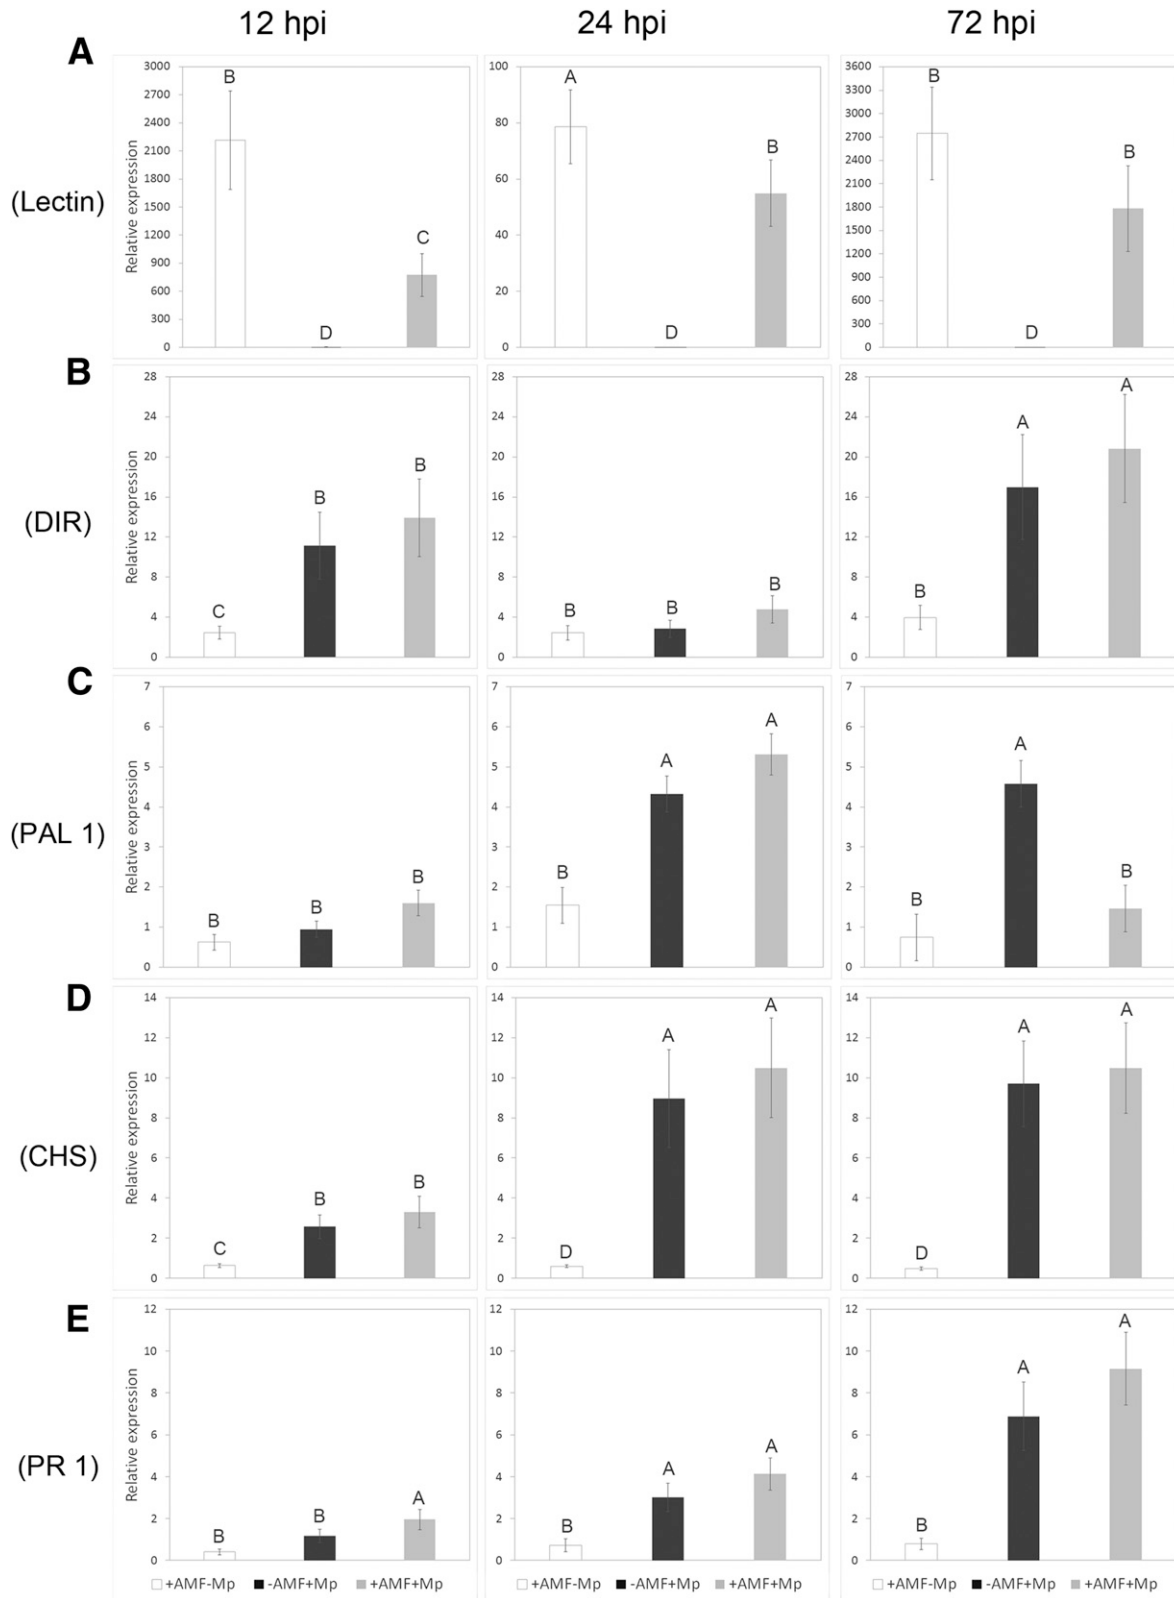 12 hpi 24 hpi 72 hpi
A
(Lectin)
Relative expression
3000 2700 2400 2100 1800 1500 1200 900 600 300 0
B D C
100 80 60 40 20 0
A D B
3600 3300 3000 2700 2400 2100 1800 1500 1200 900 600 300 0
B D B
B
(DIR)
Relative expression
28 24 20 16 12 8 4 0
C B B
28 24 20 16 12 8 4 0
B B B
28 24 20 16 12 8 4 0
B A A
C
(PAL 1)
Relative expression
7 6 5 4 3 2 1 0
B B B
7 6 5 4 3 2 1 0
B A A
7 6 5 4 3 2 1 0
B A B
D
(CHS)
Relative expression
14 12 10 8 6 4 2 0
C B B
14 12 10 8 6 4 2 0
D A A
14 12 10 8 6 4 2 0
D A A
E
(PR 1)
Relative expression
12 10 8 6 4 2 0
B B A
12 10 8 6 4 2 0
B A A
12 10 8 6 4 2 0
B A A
+AMF-Mp -AMF+Mp +AMF+Mp
+AMF-Mp -AMF+Mp +AMF+Mp
+AMF-Mp -AMF+Mp +AMF+Mp